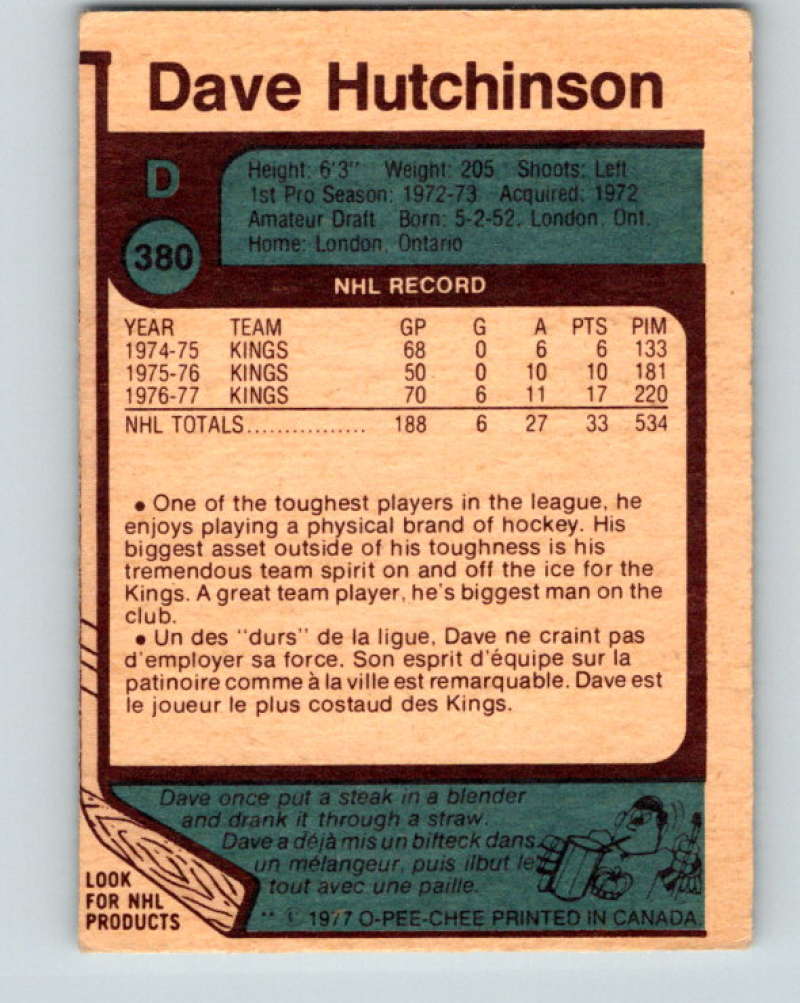 Dave Hutchinson
D
380
Height: 6'3" Weight: 205 Shoots: Left
1st Pro Season: 1972-73 Acquired: 1972
Amateur Draft Born: 5-2-52, London, Ont.
Home: London, Ontario
NHL RECORD
YEAR TEAM GP G A PTS PIM
1974-75 KINGS 68 0 6 6 133
1975-76 KINGS 50 0 10 10 181
1976-77 KINGS 70 6 11 17 220
NHL TOTALS................ 188 6 27 33 534
• One of the toughest players in the league, he
enjoys playing a physical brand of hockey. His
biggest asset outside of his toughness is his
tremendous team spirit on and off the ice for the
Kings. A great team player, he's biggest man on the
club.
• Un des "durs" de la ligue, Dave ne craint pas
d'employer sa force. Son esprit d'équipe sur la
patinoire comme à la ville est remarquable. Dave est
le joueur le plus costaud des Kings.
Dave once put a steak in a blender
and drank it through a straw.
Dave a déjà mis un bifteck dans
un mélangeur, puis ilbut le
tout avec une paille.
LOOK
FOR NHL
PRODUCTS
** © 1977 O-PEE-CHEE PRINTED IN CANADA